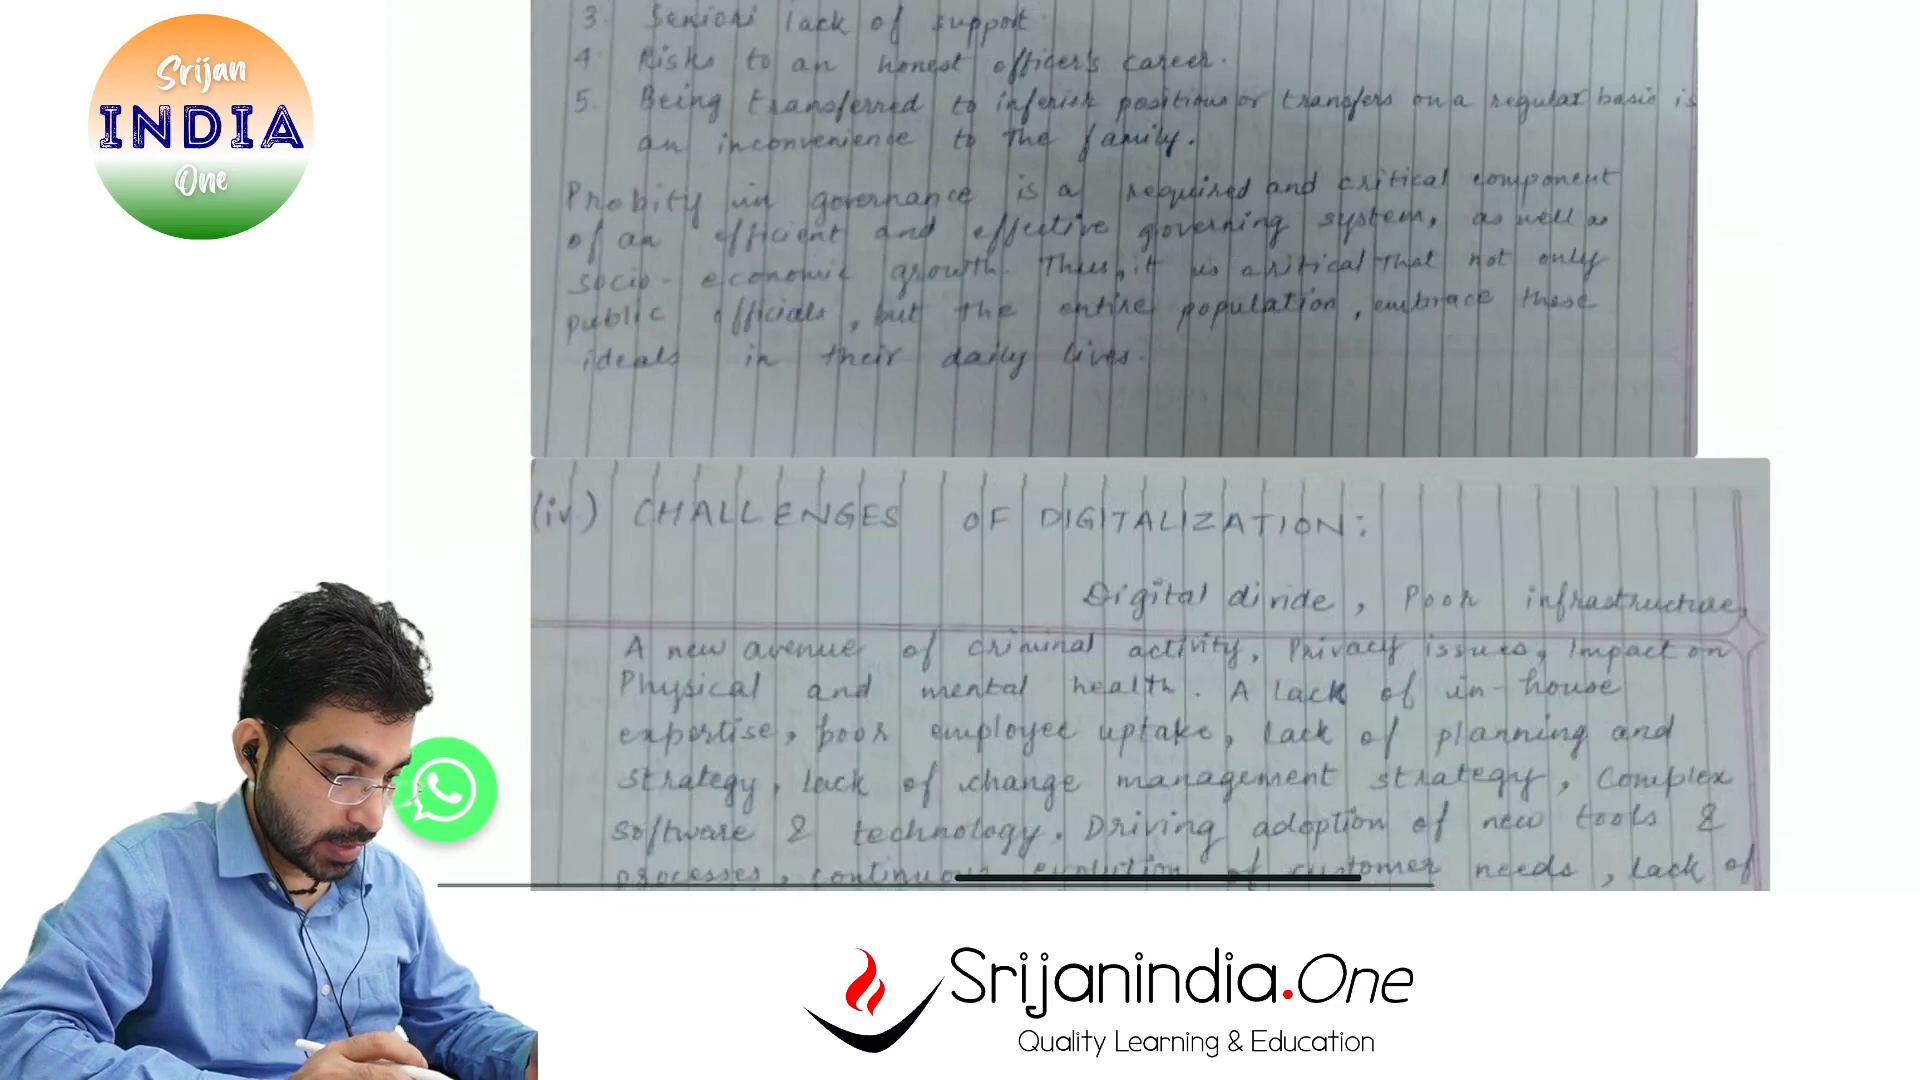 Srijan
INDIA
One
3. Seniors lack of support.
4. Risks to an honest officer's career.
5. Being transferred to inferior positions or transfers on a regular basis is
an inconvenience to the family.
Probity in governance is a required and critical component
of an efficient and effective governing system, as well as
socio-economic growth. Thus, it is critical that not only
public officials, but the entire population, embrace these
ideals in their daily lives.
(iv.) CHALLENGES OF DIGITALIZATION:
Digital divide, Poor infrastructure,
A new avenue of criminal activity, Privacy issues, Impact on
Physical and mental health. A lack of in-house
expertise, poor employee uptake, lack of planning and
strategy, lack of change management strategy, Complex
software & technology. Driving adoption of new tools &
processes, continuous evolution of customer needs, lack of
Srijanindia.One
Quality Learning & Education